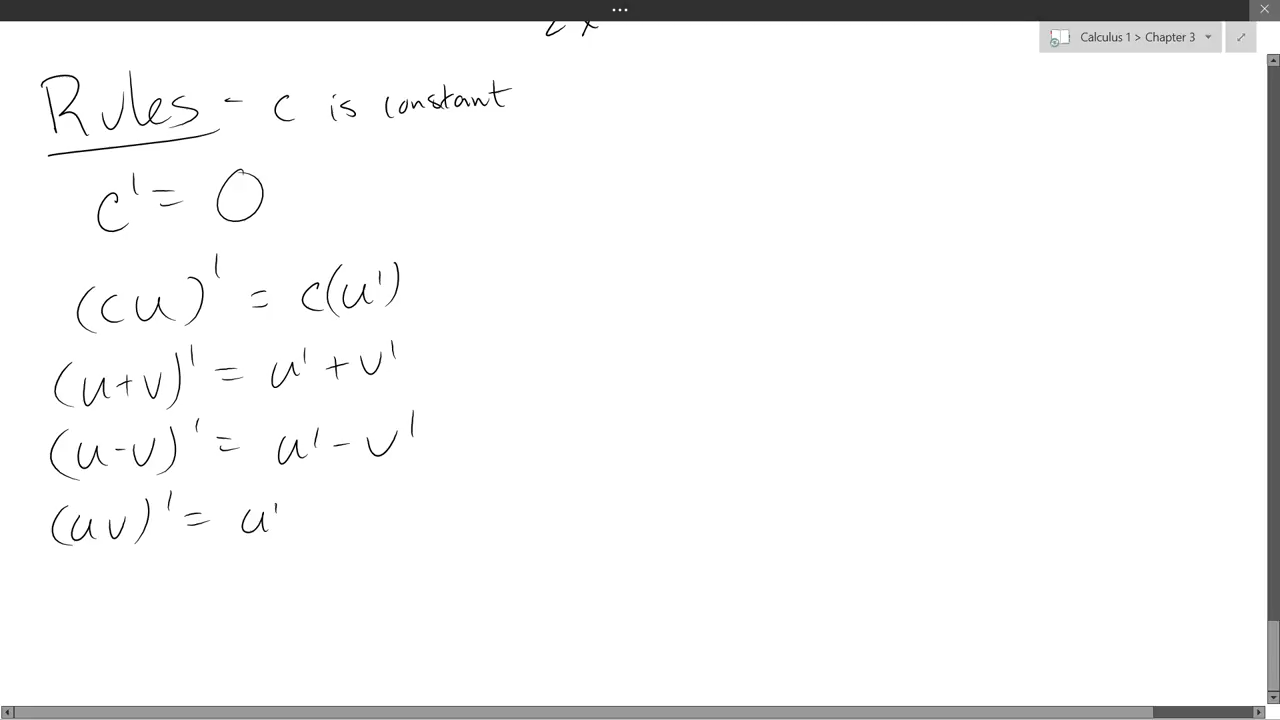 Calculus 1 > Chapter 3
Rules - c is constant
c' = 0
(cu)' = c(u')
(u+v)' = u' + v'
(u-v)' = u' - v'
(uv)' = u'